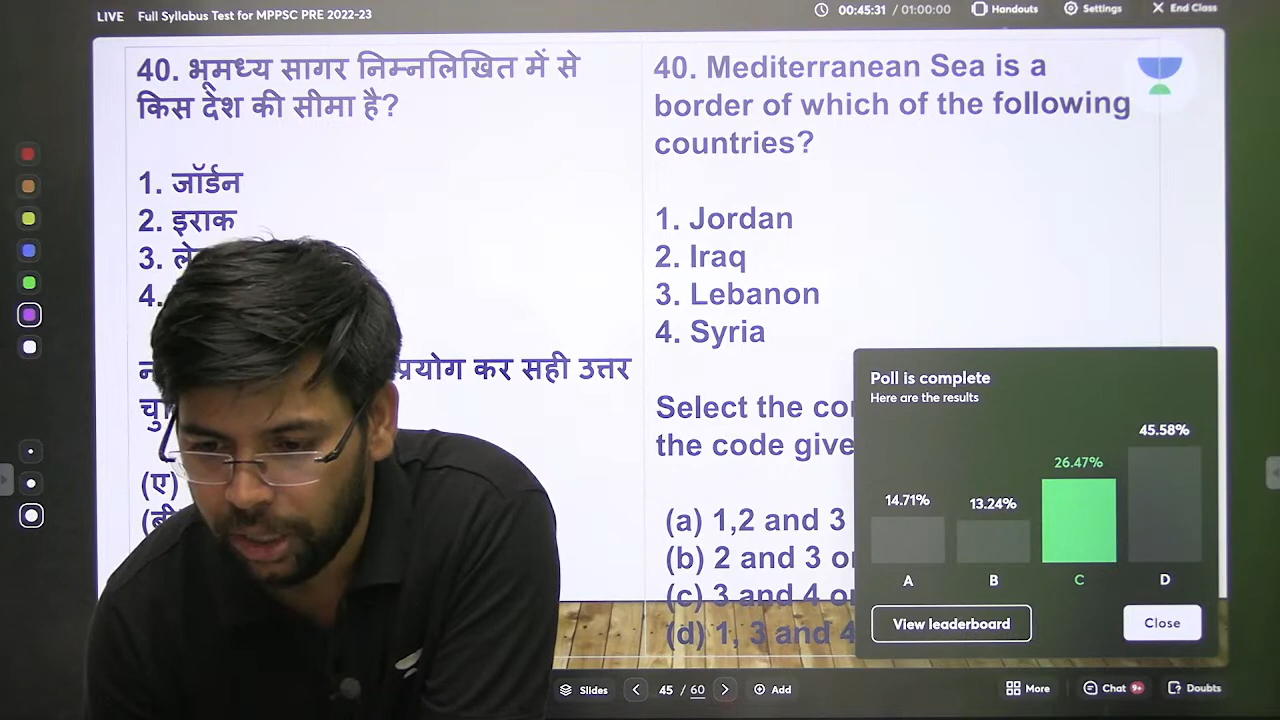 LIVE Full Syllabus Test for MPPSC PRE 2022-23
00:45:31 / 01:00:00 Handouts Settings End Class
40. भूमध्य सागर निम्नलिखित में से
किस देश की सीमा है?
1. जॉर्डन
2. इराक
3.
4.
प्रयोग कर सही उत्तर
(ए)
40. Mediterranean Sea is a
border of which of the following
countries?
1. Jordan
2. Iraq
3. Lebanon
4. Syria
Select the
the code
(a) 1,2 and 3
(b) 2 and 3
(c) 3 and 4
(d) 1, 3 and 4
Poll is complete
Here are the results
14.71% 13.24% 26.47% 45.58%
A B C D
View leaderboard Close
Slides 45 / 60 Add
More Chat 9+ Doubts